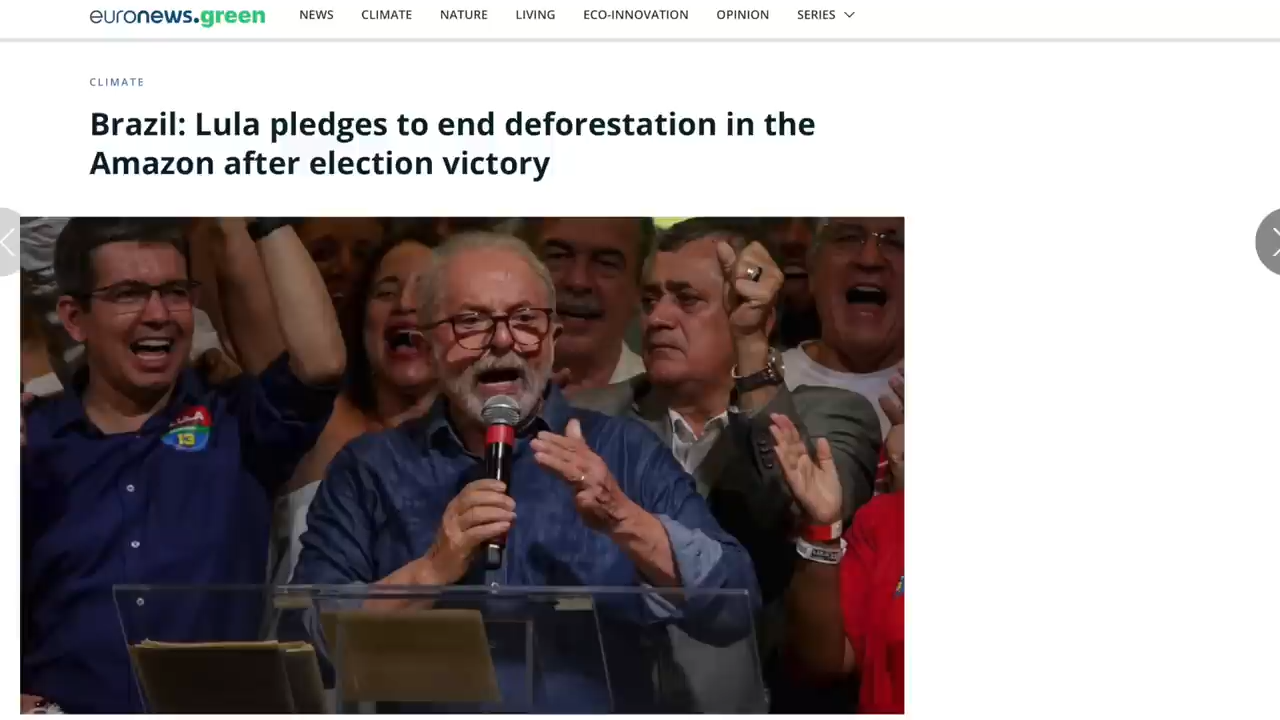 euronews.green
NEWS
CLIMATE
NATURE
LIVING
ECO-INNOVATION
OPINION
SERIES
CLIMATE
Brazil: Lula pledges to end deforestation in the
Amazon after election victory
13